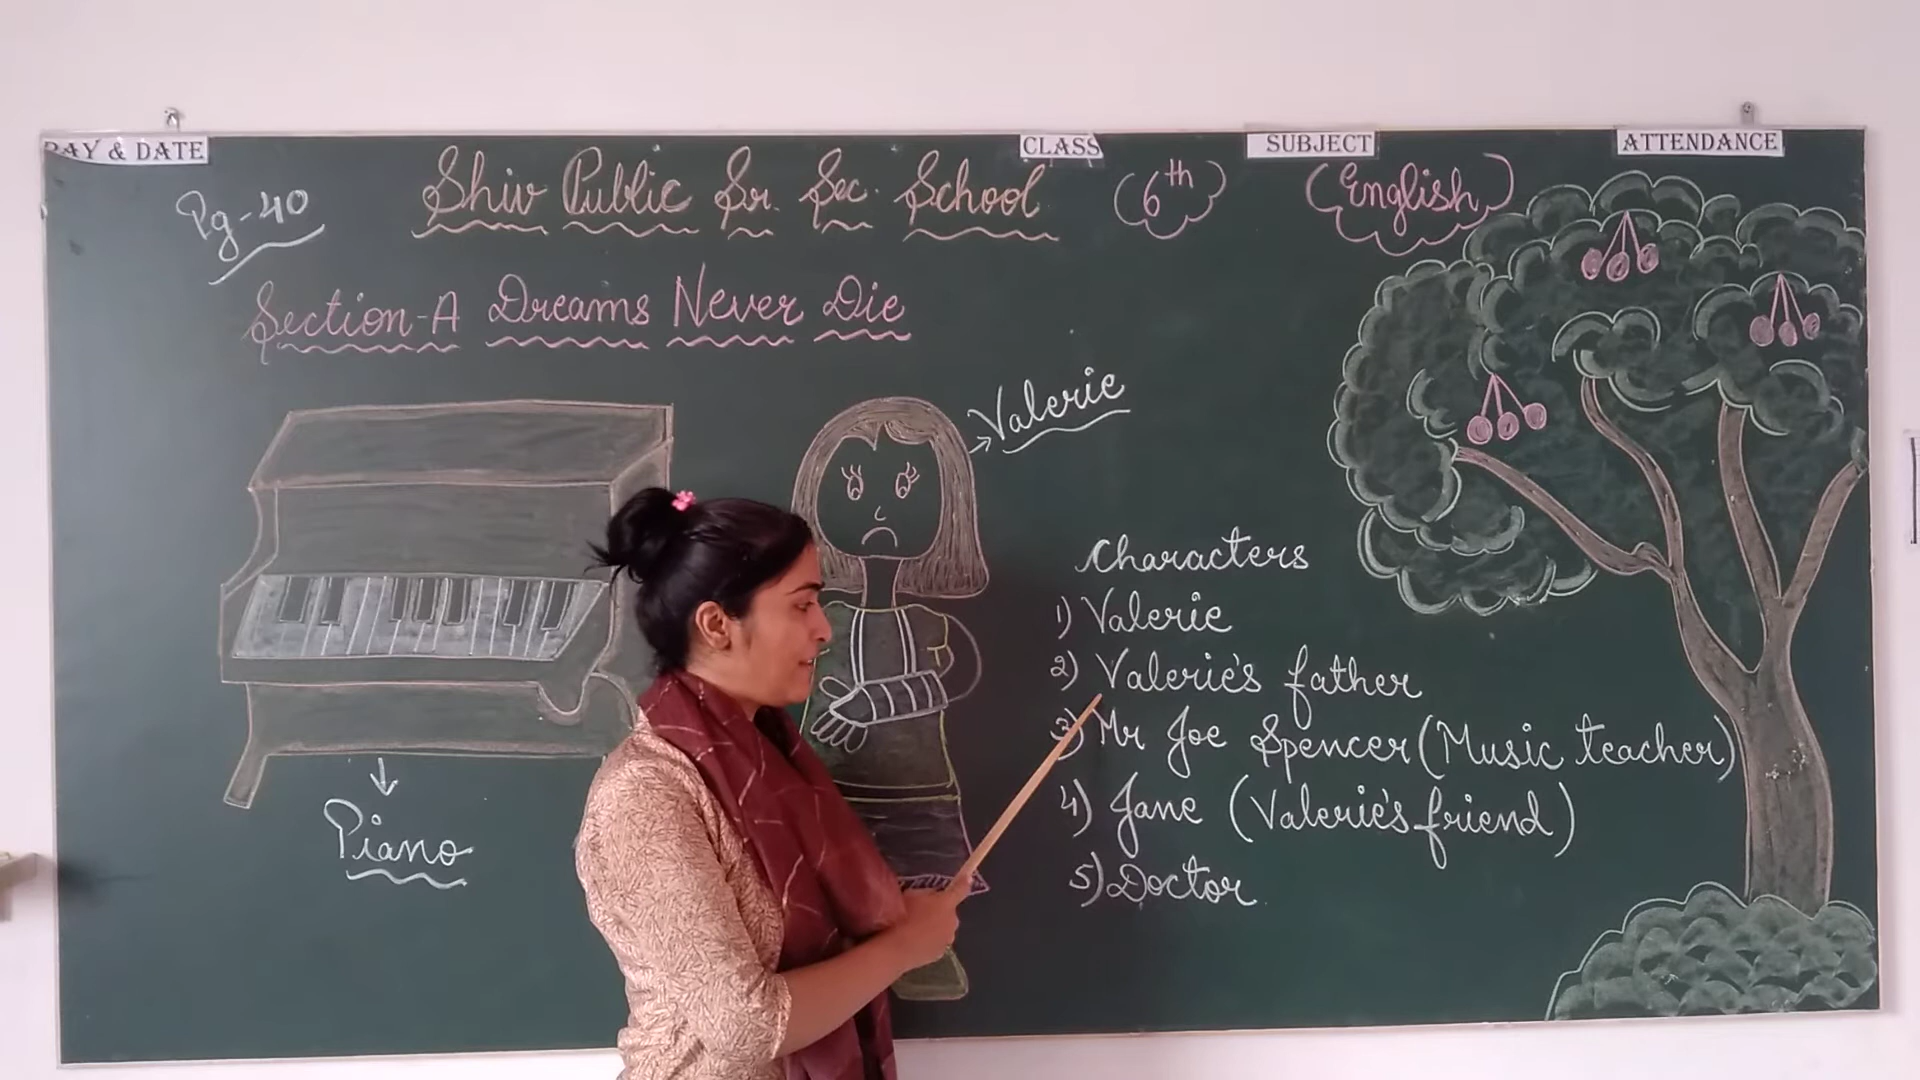 DAY & DATE
CLASS
SUBJECT
ATTENDANCE
Pg-40
Shiv Public Sr. Sec. School
6th
English
Section-A Dreams Never Die
Valerie
Piano
Characters
1) Valerie
2) Valerie's father
3) Mr Joe Spencer (Music teacher)
4) Jane (Valerie's friend)
5) Doctor